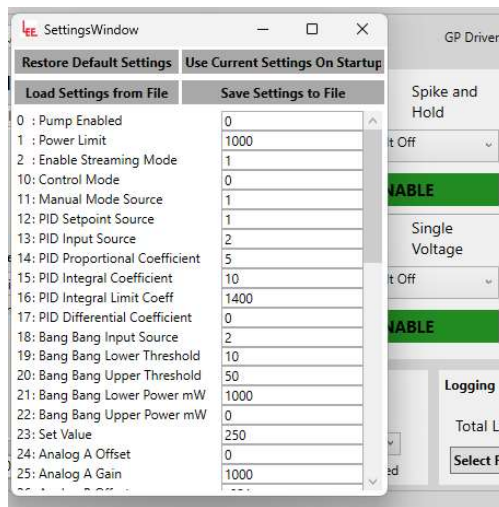 LEE SettingsWindow
GP Driver
Restore Default Settings Use Current Settings On Startup
Load Settings from File Save Settings to File
0 : Pump Enabled 0
1 : Power Limit 1000
2 : Enable Streaming Mode 1
10: Control Mode 0
11: Manual Mode Source 1
12: PID Setpoint Source 1
13: PID Input Source 2
14: PID Proportional Coefficient 5
15: PID Integral Coefficient 10
16: PID Integral Limit Coeff 1400
17: PID Differential Coefficient 0
18: Bang Bang Input Source 2
19: Bang Bang Lower Threshold 10
20: Bang Bang Upper Threshold 50
21: Bang Bang Lower Power mW 1000
22: Bang Bang Upper Power mW 0
23: Set Value 250
24: Analog A Offset 0
25: Analog A Gain 1000
Spike and
Hold
t Off
NABLE
Single
Voltage
t Off
NABLE
Logging
Total L
Select F
ed